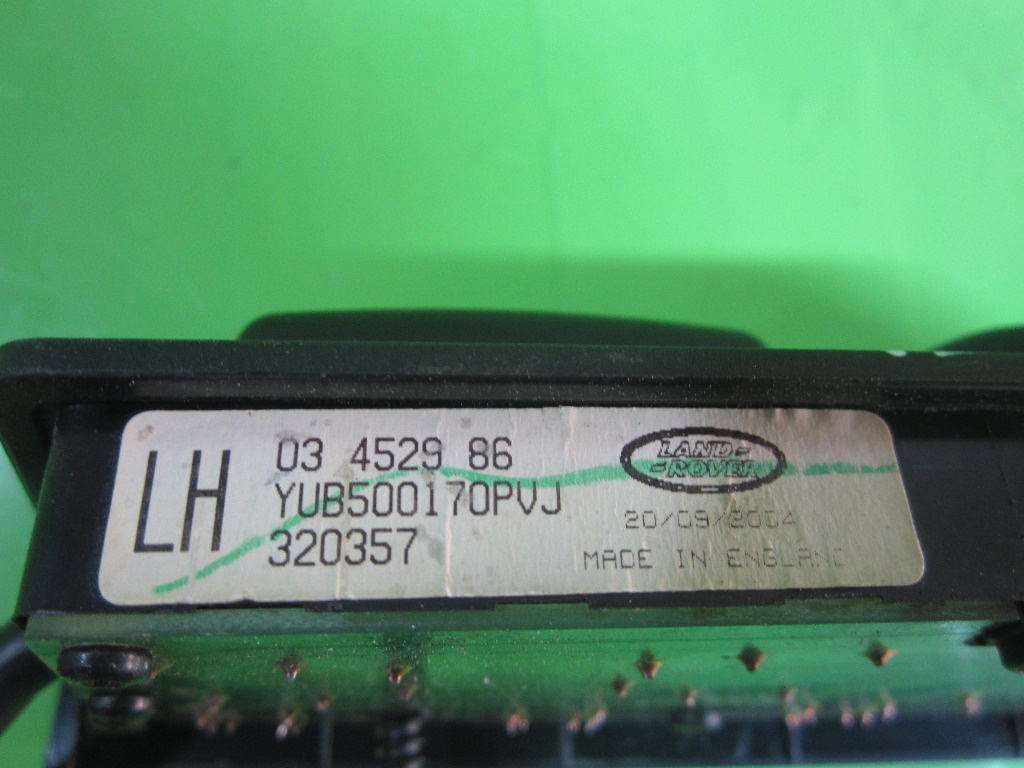 LH
03 4529 86
YUB500170PVJ
320357
LAND-
-ROVER
20/09/2004
MADE IN ENGLAND